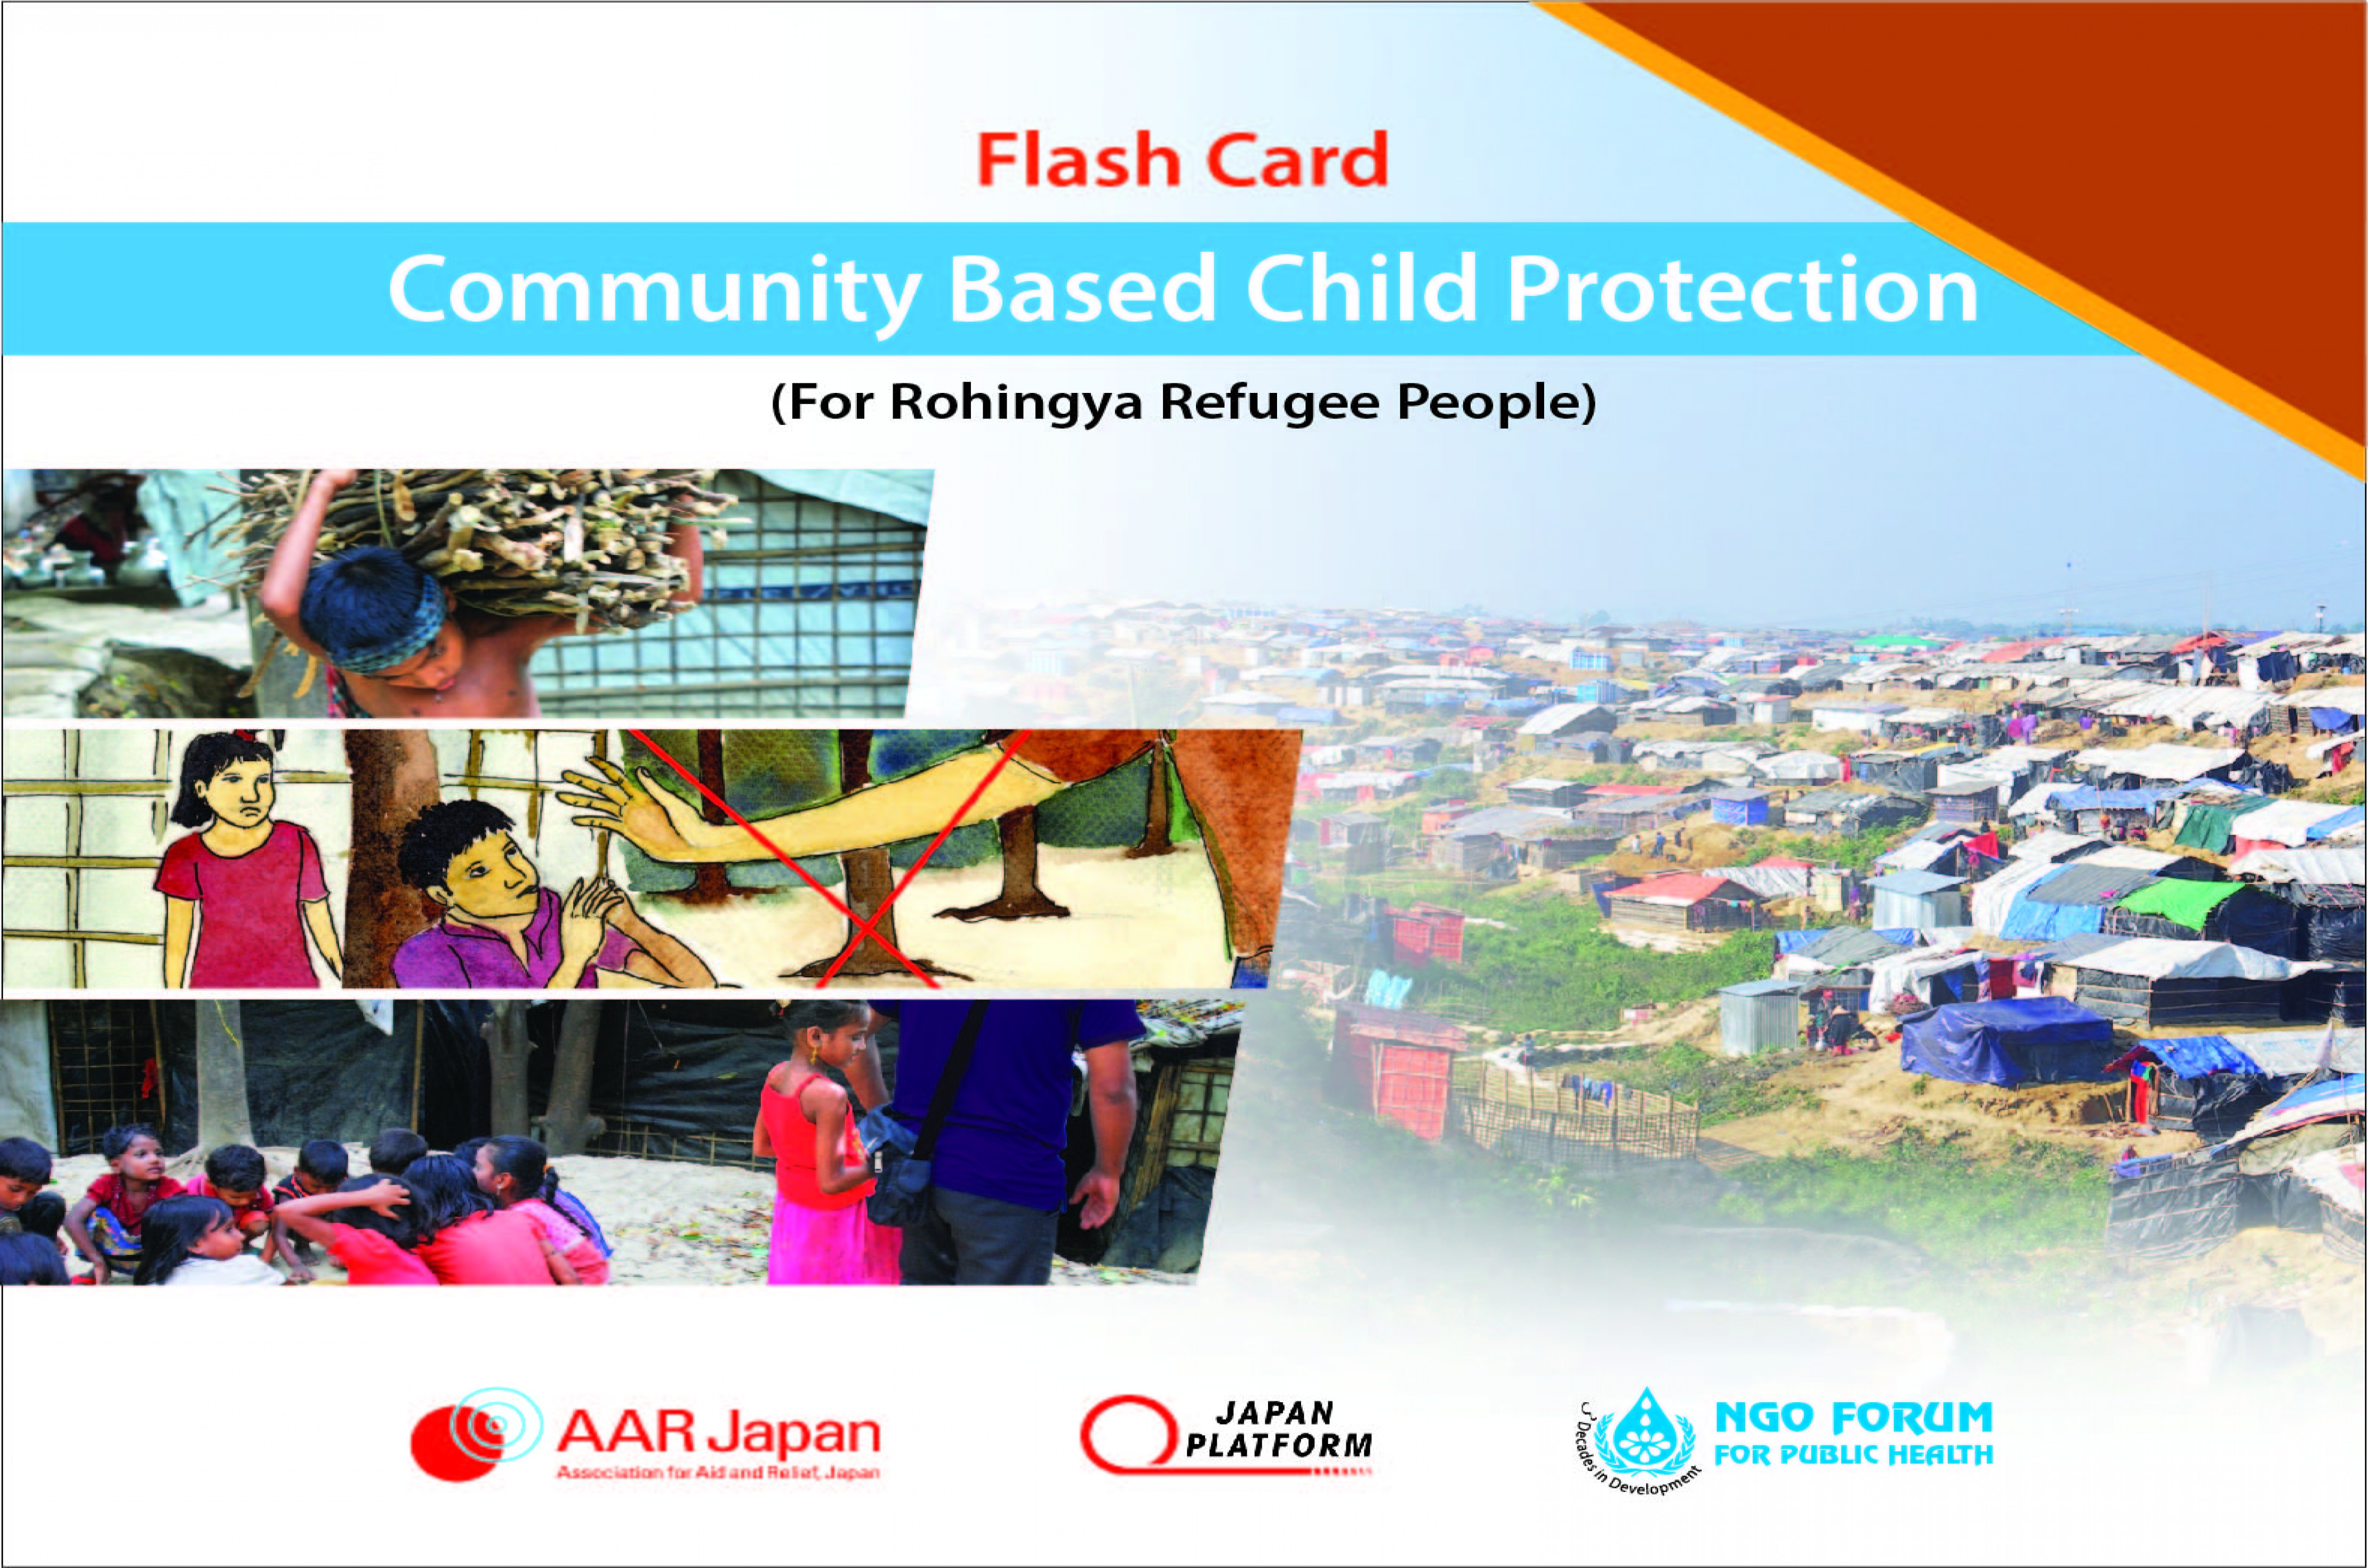 Flash Card
Community Based Child Protection
(For Rohingya Refugee People)
AAR Japan
Association for Aid and Relief, Japan
JAPAN
PLATFORM
Decades in Development
NGO FORUM
FOR PUBLIC HEALTH